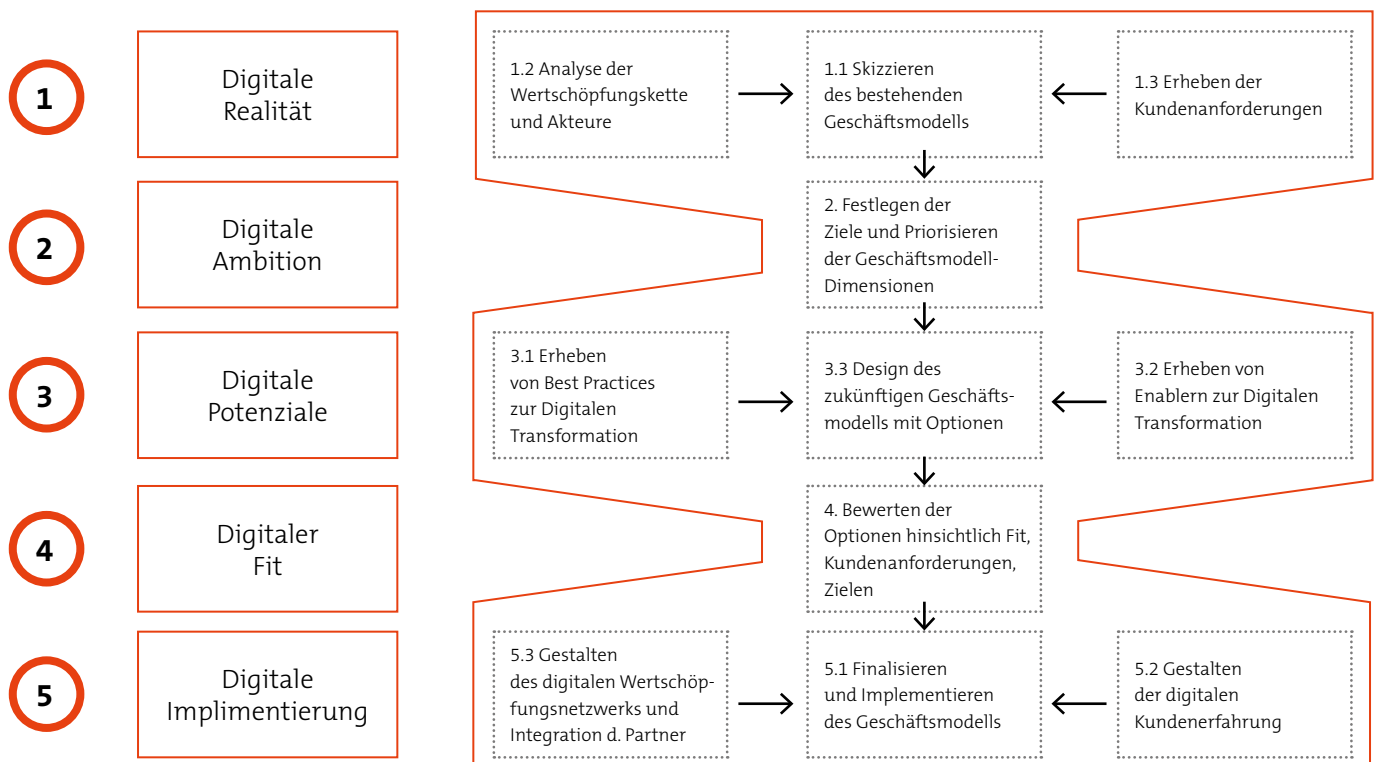 1
Digitale
Realität
1.2 Analyse der
Wertschöpfungskette
und Akteure
1.1 Skizzieren
des bestehenden
Geschäftsmodells
1.3 Erheben der
Kundenanforderungen
2
Digitale
Ambition
2. Festlegen der
Ziele und Priorisieren
der Geschäftsmodell-
Dimensionen
3
Digitale
Potenziale
3.1 Erheben
von Best Practices
zur Digitalen
Transformation
3.3 Design des
zukünftigen Geschäfts-
modells mit Optionen
3.2 Erheben von
Enablern zur Digitalen
Transformation
4
Digitaler
Fit
4. Bewerten der
Optionen hinsichtlich Fit,
Kundenanforderungen,
Zielen
5
Digitale
Implimentierung
5.3 Gestalten
des digitalen Wertschöp-
fungsnetzwerks und
Integration d. Partner
5.1 Finalisieren
und Implementieren
des Geschäftsmodells
5.2 Gestalten
der digitalen
Kundenerfahrung